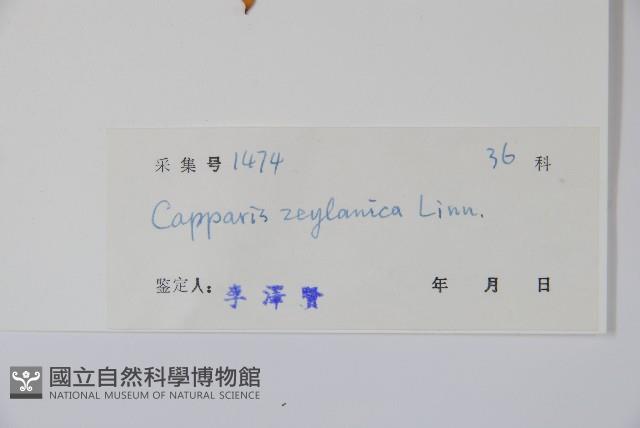 采集号 1474 36 科
Capparis zeylanica Linn.
鉴定人: 李澤賢 年 月 日
國立自然科學博物館
NATIONAL MUSEUM OF NATURAL SCIENCE